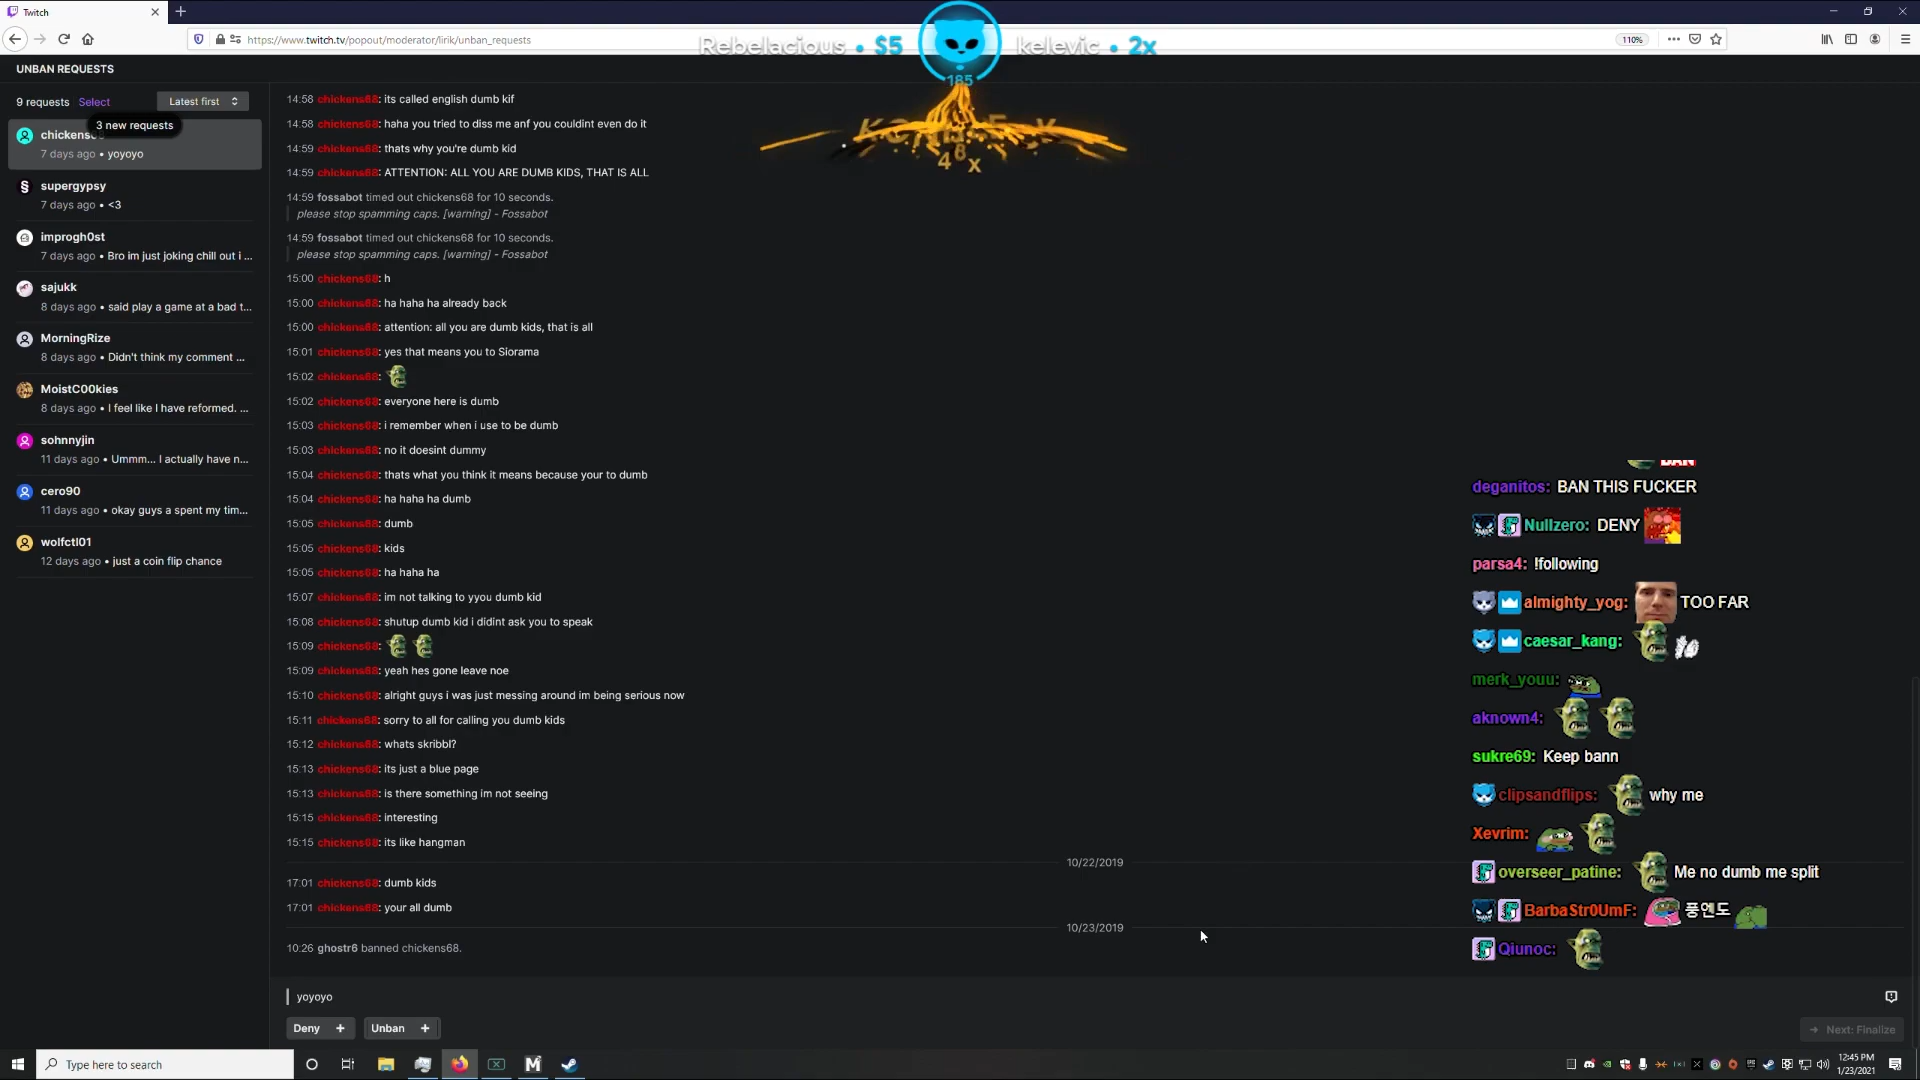 Twitch
https://www.twitch.tv/popout/moderator/lirik/unban_requests
110%
Rebelacious • $5
kelevic • 2x
185
48x
UNBAN REQUESTS
9 requests Select
Latest first
3 new requests
chickens
7 days ago • yoyoyo
supergypsy
7 days ago • <3
improgh0st
7 days ago • Bro im just joking chill out i ...
sajukk
8 days ago • said play a game at a bad t...
MorningRize
8 days ago • Didn't think my comment ...
MoistC00kies
8 days ago • I feel like I have reformed. ...
sohnnyjin
11 days ago • Ummm... I actually have n...
cero90
11 days ago • okay guys a spent my tim...
wolfctl01
12 days ago • just a coin flip chance
14:58 chickens68: its called english dumb kif
14:58 chickens68: haha you tried to diss me anf you couldint even do it
14:59 chickens68: thats why you're dumb kid
14:59 chickens68: ATTENTION: ALL YOU ARE DUMB KIDS, THAT IS ALL
14:59 fossabot timed out chickens68 for 10 seconds.
please stop spamming caps. [warning] - Fossabot
14:59 fossabot timed out chickens68 for 10 seconds.
please stop spamming caps. [warning] - Fossabot
15:00 chickens68: h
15:00 chickens68: ha haha ha already back
15:00 chickens68: attention: all you are dumb kids, that is all
15:01 chickens68: yes that means you to Siorama
15:02 chickens68:
15:02 chickens68: everyone here is dumb
15:03 chickens68: i remember when i use to be dumb
15:03 chickens68: no it doesint dummy
15:04 chickens68: thats what you think it means because your to dumb
15:04 chickens68: ha haha ha dumb
15:05 chickens68: dumb
15:05 chickens68: kids
15:05 chickens68: ha haha ha
15:07 chickens68: im not talking to yyou dumb kid
15:08 chickens68: shutup dumb kid i didint ask you to speak
15:09 chickens68:
15:09 chickens68: yeah hes gone leave noe
15:10 chickens68: alright guys i was just messing around im being serious now
15:11 chickens68: sorry to all for calling you dumb kids
15:12 chickens68: whats skribbl?
15:13 chickens68: its just a blue page
15:13 chickens68: is there something im not seeing
15:15 chickens68: interesting
15:15 chickens68: its like hangman
10/22/2019
17:01 chickens68: dumb kids
17:01 chickens68: your all dumb
10/23/2019
10:26 ghostr6 banned chickens68.
yoyoyo
Deny +
Unban +
Next: Finalize
BAN
deganitos: BAN THIS FUCKER
Nullzero: DENY
parsa4: !following
almighty_yog: TOO FAR
caesar_kang:
merk_youu:
aknown4:
sukre69: Keep bann
clipsandflips: why me
Xevrim:
overseer_patine: Me no dumb me split
BarbaStr0UmF: 풍엔도
Qiunoc:
Type here to search
12:45 PM
1/23/2021